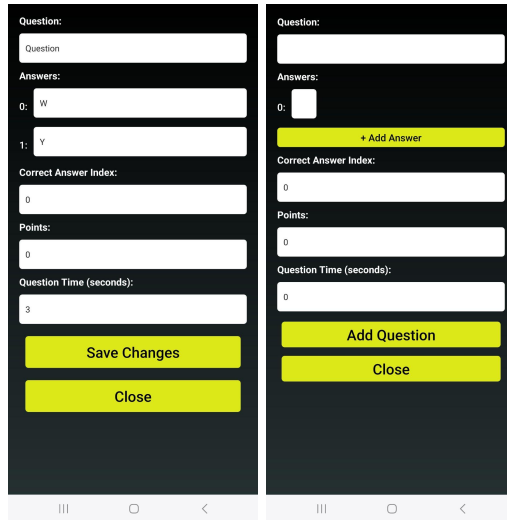 Question:
Question
Answers:
0: W
1: Y
Correct Answer Index:
0
Points:
0
Question Time (seconds):
3
Save Changes
Close
Question:
Answers:
0:
+ Add Answer
Correct Answer Index:
0
Points:
0
Question Time (seconds):
0
Add Question
Close